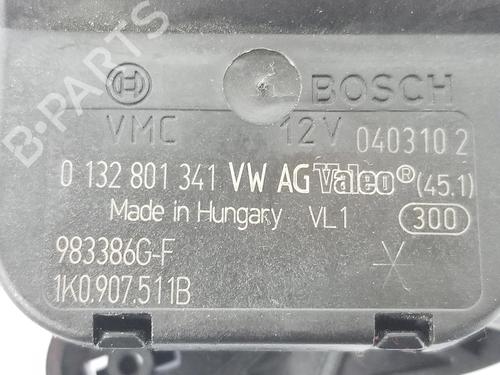 BOSCH
VMC 12V 040310 2
0 132 801 341 VW AG Valeo® (45.1)
Made in Hungary VL1 300
983386G-F
1K0.907.511B
B-PARTS